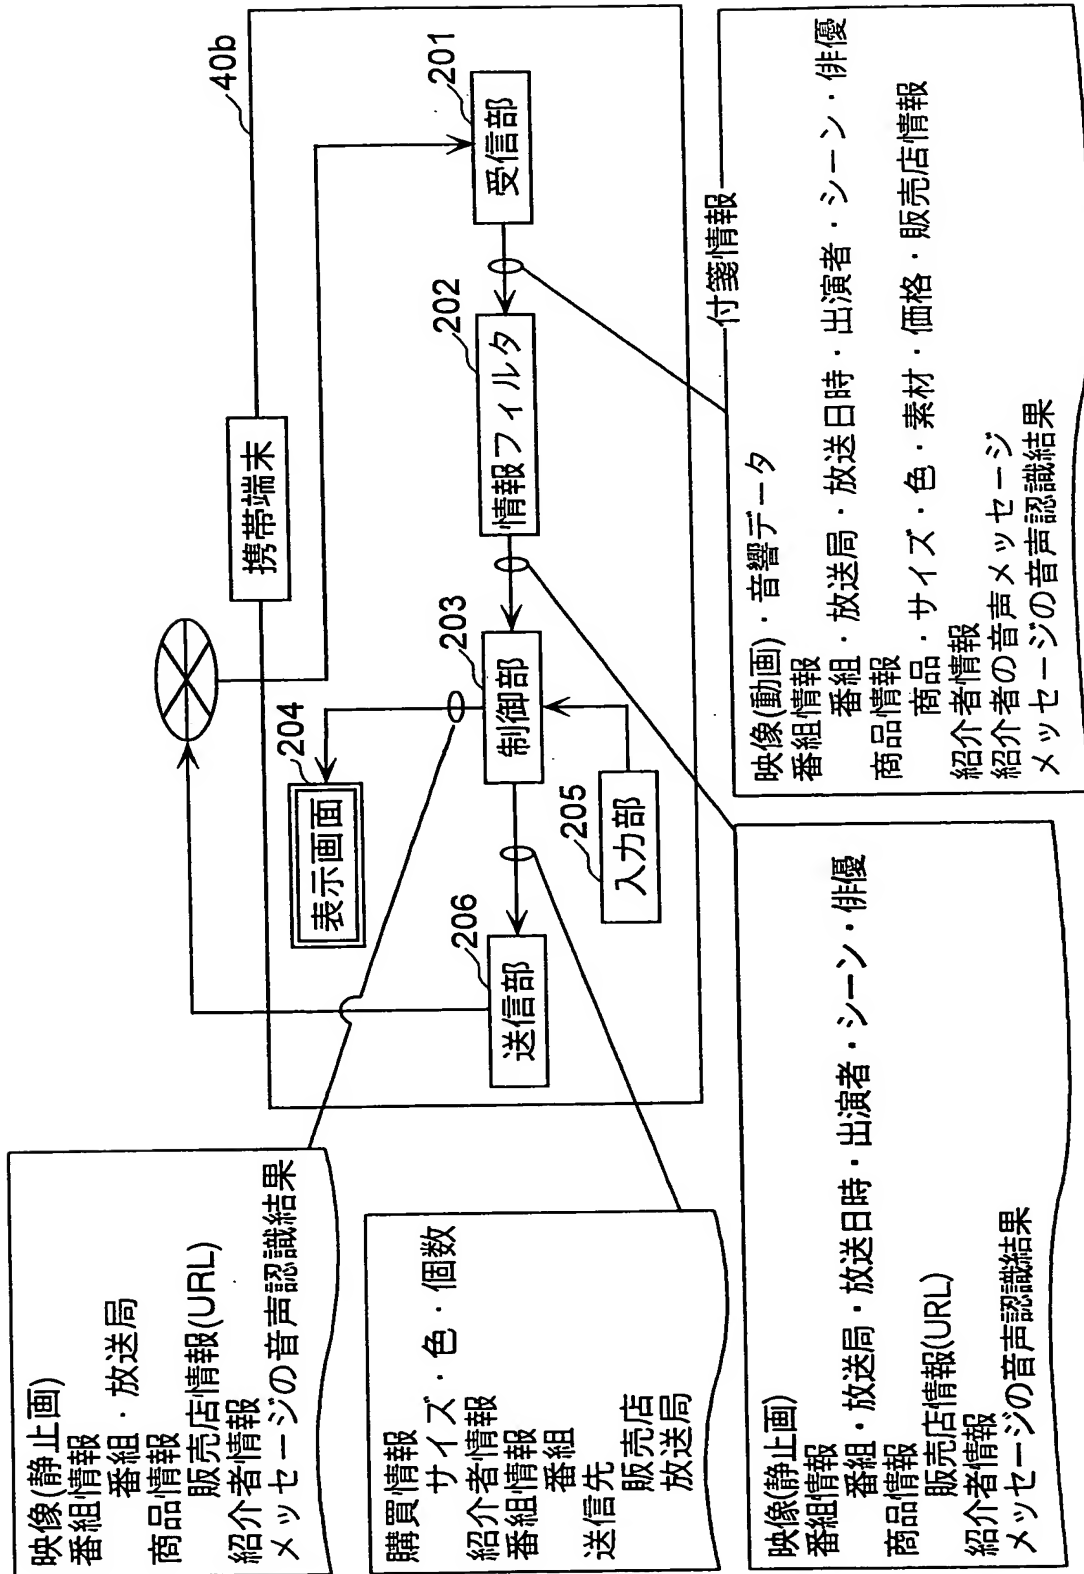 40b
携帯端末
201
受信部
202
情報フィルタ
203
制御部
204
表示画面
205
入力部
206
送信部
映像(静止画)
番組情報
番組・放送局
商品情報
販売店情報(URL)
紹介者情報
メッセージの音声認識結果
購買情報
サイズ・色・個数
紹介者情報
番組情報
番組
送信先
販売店
放送局
映像(静止画)
番組情報
番組・放送局・放送日時・出演者・シーン・俳優
商品情報
販売店情報(URL)
紹介者情報
メッセージの音声認識結果
付箋情報
映像(動画)・音響データ
番組情報
番組・放送局・放送日時・出演者・シーン・俳優
商品情報
商品・サイズ・色・素材・価格・販売店情報
紹介者情報
紹介者の音声メッセージ
メッセージの音声認識結果